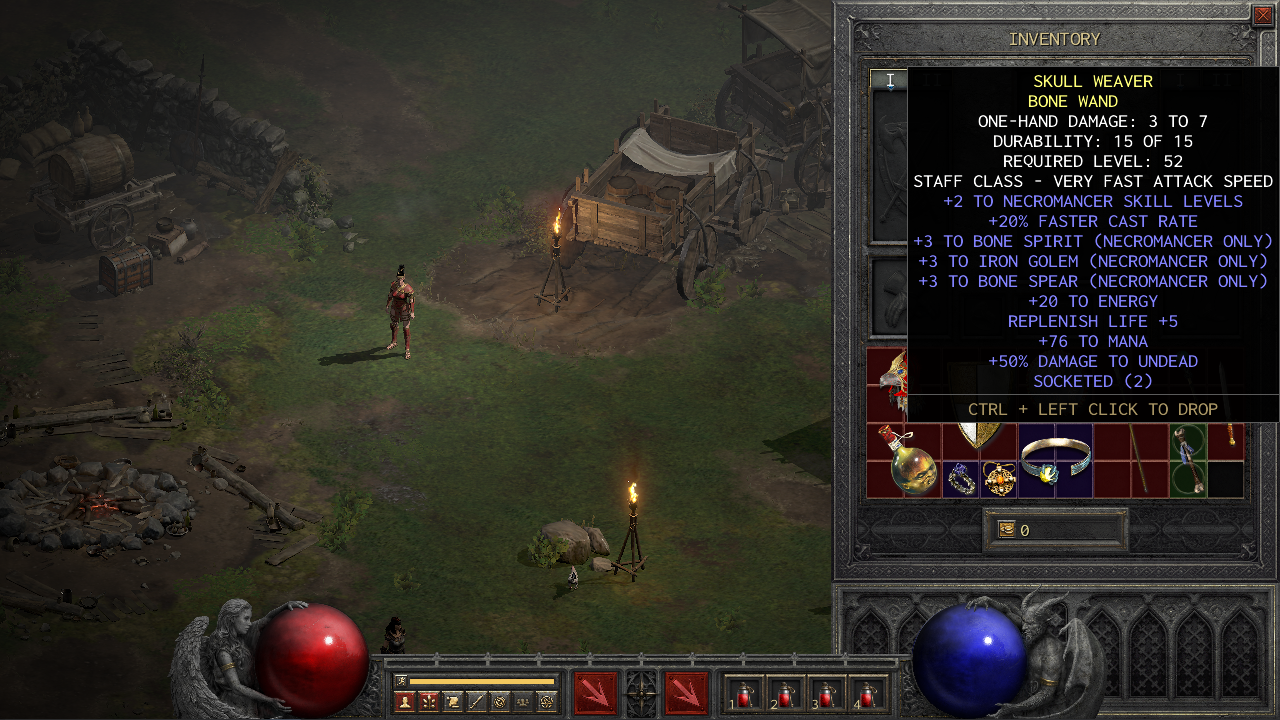 INVENTORY
I
SKULL WEAVER
BONE WAND
ONE-HAND DAMAGE: 3 TO 7
DURABILITY: 15 OF 15
REQUIRED LEVEL: 52
STAFF CLASS - VERY FAST ATTACK SPEED
+2 TO NECROMANCER SKILL LEVELS
+20% FASTER CAST RATE
+3 TO BONE SPIRIT (NECROMANCER ONLY)
+3 TO IRON GOLEM (NECROMANCER ONLY)
+3 TO BONE SPEAR (NECROMANCER ONLY)
+20 TO ENERGY
REPLENISH LIFE +5
+76 TO MANA
+50% DAMAGE TO UNDEAD
SOCKETED (2)
CTRL + LEFT CLICK TO DROP
0
1 2 3 4